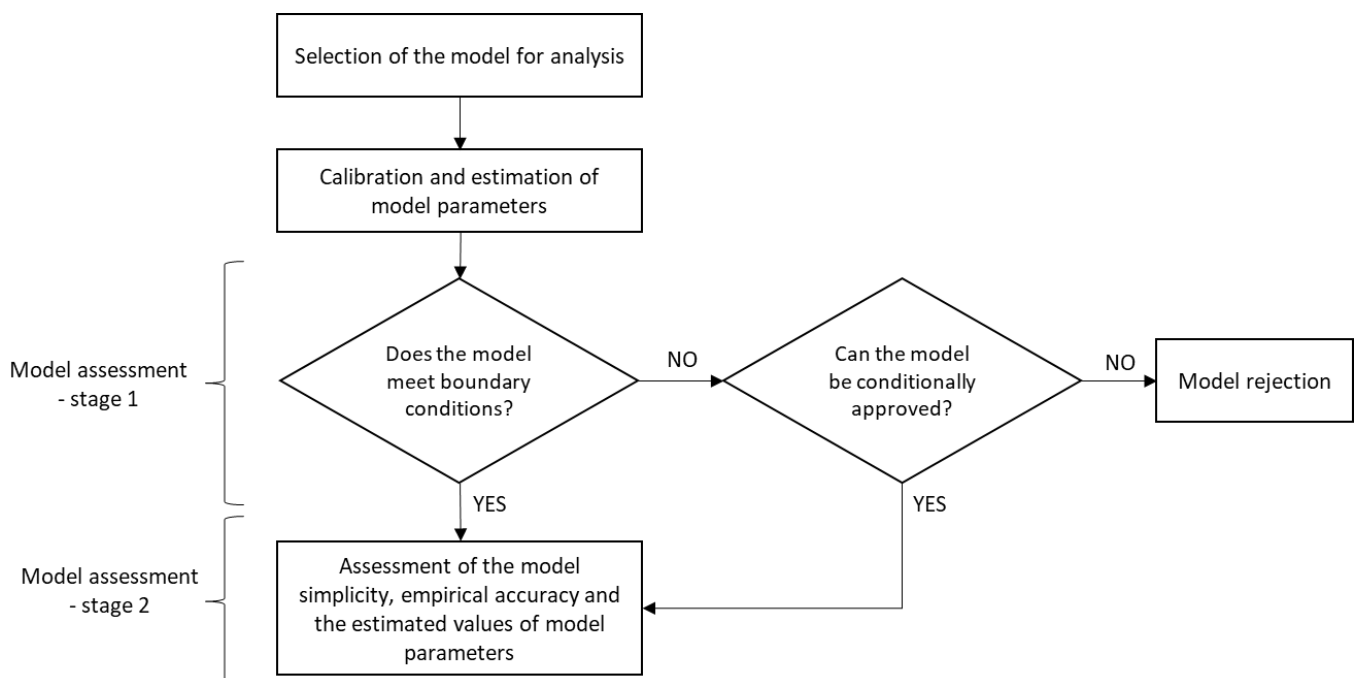 Selection of the model for analysis
Calibration and estimation of
model parameters
Model assessment
- stage 1
Does the model
meet boundary
conditions?
NO
Can the model
be conditionally
approved?
NO
Model rejection
YES
YES
Model assessment
- stage 2
Assessment of the model
simplicity, empirical accuracy and
the estimated values of model
parameters